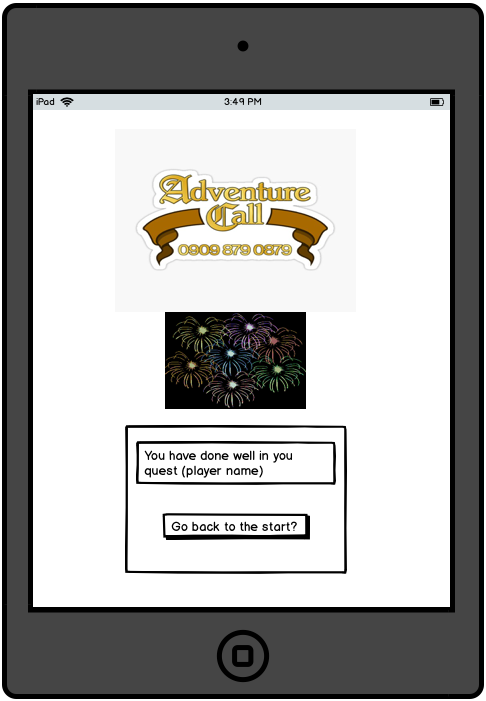 iPad 3:49 PM
Adventure
Call
0909 879 0879
You have done well in you
quest (player name)
Go back to the start?